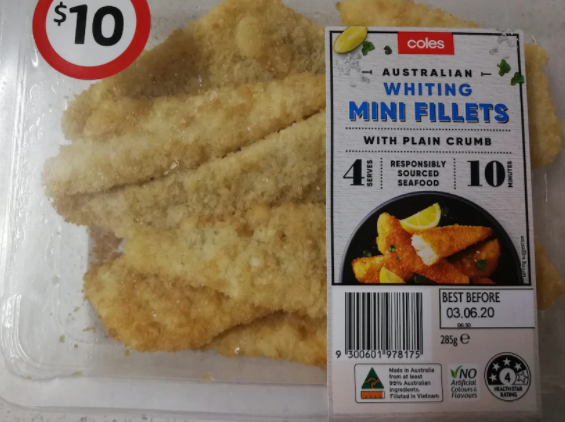 $10
coles
AUSTRALIAN
WHITING
MINI FILLETS
WITH PLAIN CRUMB
4 SERVES
RESPONSIBLY
SOURCED
SEAFOOD
10 MINUTES
BEST BEFORE
03.06.20
285g e
9 300601 978175
Made in Australia
from at least
99% Australian
ingredients.
Filleted in Vietnam
NO
Artificial
Colours &
Flavours
4
HEALTH STAR
RATING